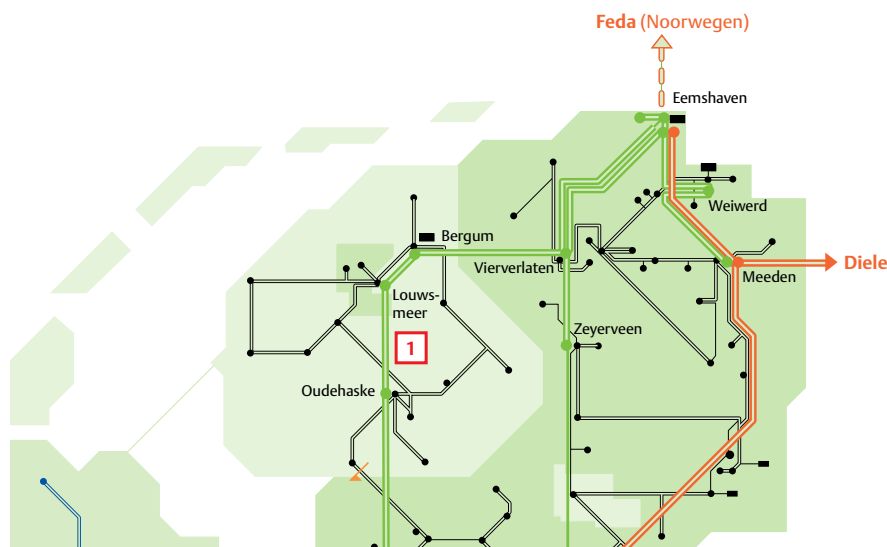 Feda (Noorwegen)
Eemshaven
Weiwerd
Bergum
Vierverlaten
Diele
Meeden
Louws-
meer
1
Zeyerveen
Oudehaske